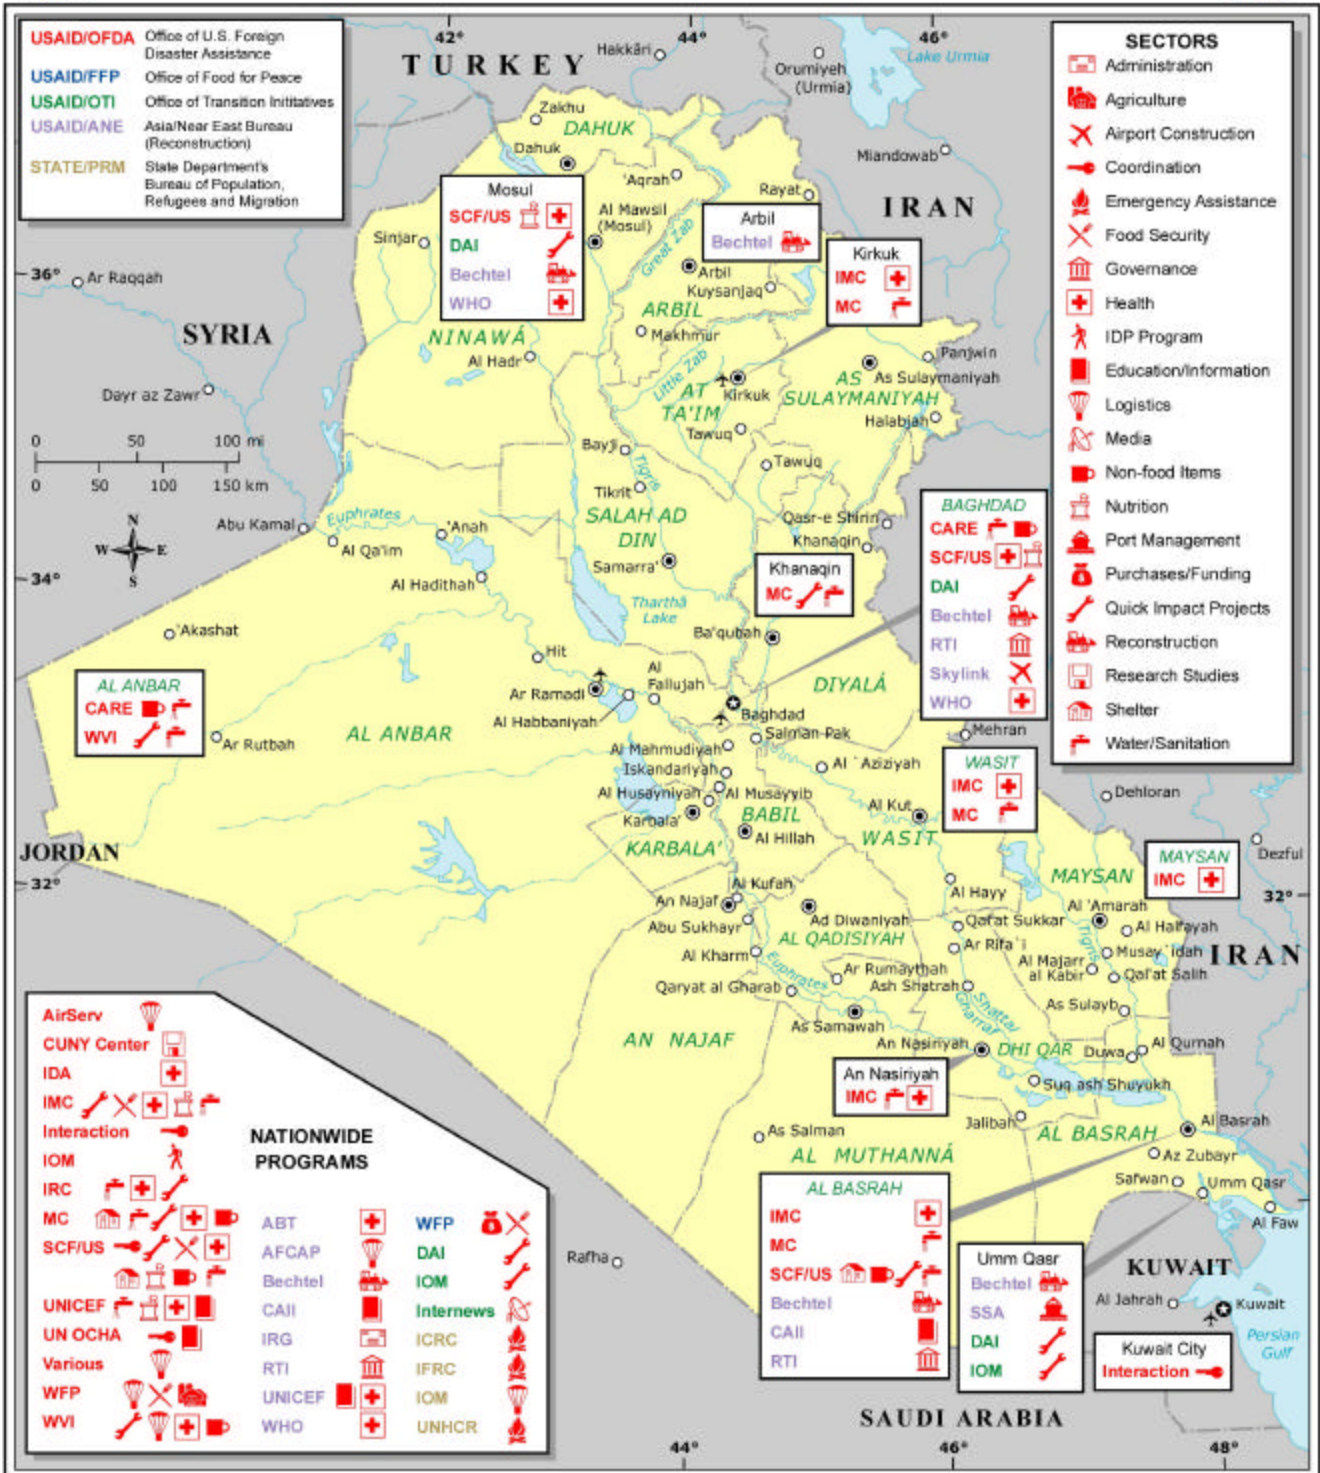 USAID/OFDA Office of U.S. Foreign
Disaster Assistance
USAID/FFP Office of Food for Peace
USAID/OTI Office of Transition Inititatives
USAID/ANE Asia/Near East Bureau
(Reconstruction)
STATE/PRM State Department's
Bureau of Population,
Refugees and Migration
42°
44°
46°
TURKEY
Hakkâri
Orumiyeh
(Urmia)
Lake Urmia
Miandowab
IRAN
SECTORS
Administration
Agriculture
Airport Construction
Coordination
Emergency Assistance
Food Security
Governance
Health
IDP Program
Education/Information
Logistics
Media
Non-food Items
Nutrition
Port Management
Purchases/Funding
Quick Impact Projects
Reconstruction
Research Studies
Shelter
Water/Sanitation
Zakhu
DAHUK
Dahuk
'Aqrah
Rayat
Mosul
SCF/US
DAI
Bechtel
WHO
Al Mawsil
(Mosul)
Great Zab
Arbil
Bechtel
Kirkuk
IMC
MC
Sinjar
36°
Ar Raqqah
SYRIA
Arbil
Kuysanjaq
ARBIL
Makhmur
NINAWÁ
Al Hadr
Little Zab
Panjwin
As Sulaymaniyah
AS
SULAYMANIYAH
Halabjah
AT
TA'IM
Kirkuk
Tawuq
Dayr az Zawr
0 50 100 mi
0 50 100 150 km
N
W E
S
Bayji
Tigris
Tawuq
Tikrit
SALAH AD
DIN
Samarra'
Qasr-e Shirin
Khanaqin
Abu Kamal
Euphrates
Al Qa'im
'Anah
Al Hadithah
34°
Khanaqin
MC
BAGHDAD
CARE
SCF/US
DAI
Bechtel
RTI
Skylink
WHO
Tharthā
Lake
Ba'qubah
'Akashat
Hit
AL ANBAR
CARE
WVI
Ar Rutbah
AL ANBAR
Ar Ramadi
Al Habbaniyah
Al
Fallujah
DIYALÁ
Baghdad
Salman Pak
Mehran
Al Mahmudiyah
Iskandariyah
Al `Aziziyah
Al Husayniyah
Al Musayyib
Karbala'
BABIL
Al Hillah
KARBALA'
WASIT
IMC
MC
Al Kut
WASIT
Dehloran
Dezful
JORDAN
32°
MAYSAN
IMC
MAYSAN
32°
Al Kufah
An Najaf
Abu Sukhayr
Al Kharm
Ad Diwaniyah
AL QADISIYAH
Al Hayy
Qal'at Sukkar
Ar Rifa`i
Al 'Amarah
Al Halfayah
Musay`idah
Tigris
Al Majarr
al Kabir
Qal'at Salih
IRAN
Euphrates
Ar Rumaythah
Ash Shatrah
Qaryat al Gharab
As Samawah
An Nasiriyah
As Sulayb
AN NAJAF
DHI QAR
Duwa
Al Qurnah
Suq ash Shuyukh
An Nasiriyah
IMC
Jalibah
AL BASRAH
Al Basrah
As Salman
AL MUTHANNÁ
Az Zubayr
Safwan
Umm Qasr
Al Faw
AL BASRAH
IMC
MC
SCF/US
Bechtel
CAII
RTI
Umm Qasr
Bechtel
SSA
DAI
IOM
KUWAIT
Al Jahrah
Kuwait
Persian
Gulf
Kuwait City
Interaction
Rafha
SAUDI ARABIA
NATIONWIDE
PROGRAMS
AirServ
CUNY Center
IDA
IMC
Interaction
IOM
IRC
MC
SCF/US
UNICEF
UN OCHA
Various
WFP
WVI
ABT
AFCAP
Bechtel
CAII
IRG
RTI
UNICEF
WHO
WFP
DAI
IOM
Internews
ICRC
IFRC
IOM
UNHCR
44°
46°
48°